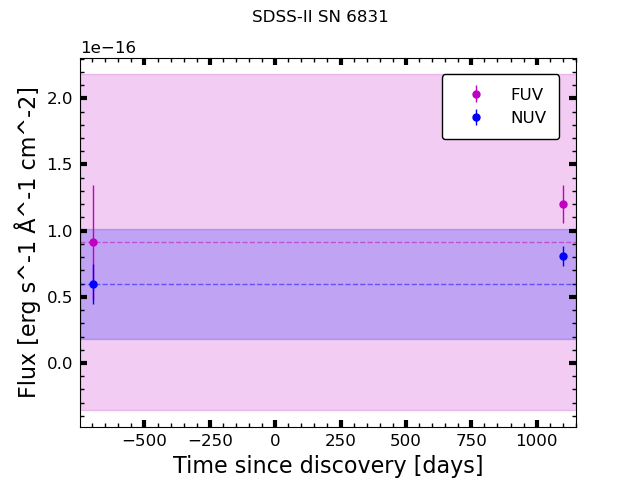 SDSS-II SN 6831
1e−16
FUV
NUV
2.0
1.5
1.0
0.5
0.0
Flux [erg s^-1 Å^-1 cm^-2]
−500
−250
0
250
500
750
1000
Time since discovery [days]